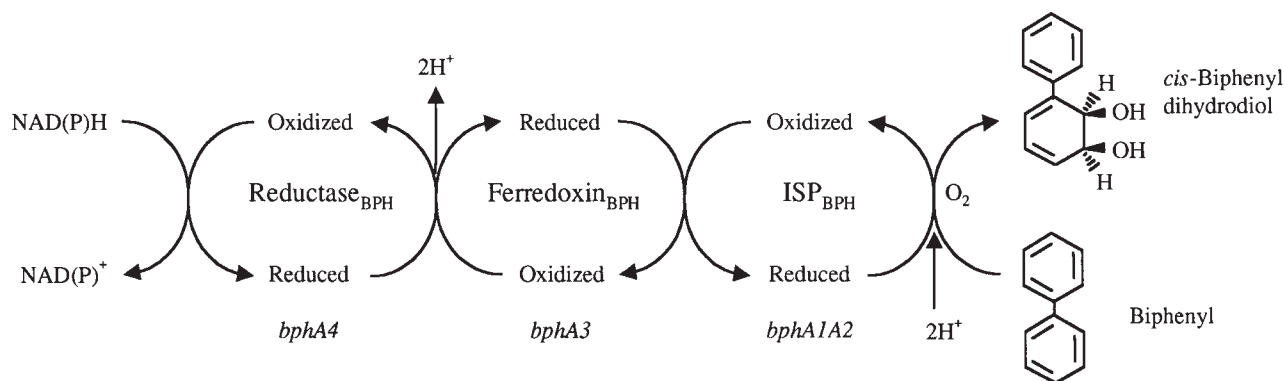 2H⁺
NAD(P)H
Oxidized
Reduced
Oxidized
H
OH
OH
H
cis-Biphenyl
dihydrodiol
Reductase_BPH
Ferredoxin_BPH
ISP_BPH
O₂
NAD(P)⁺
Reduced
Oxidized
Reduced
bphA4
bphA3
bphA1A2
2H⁺
Biphenyl